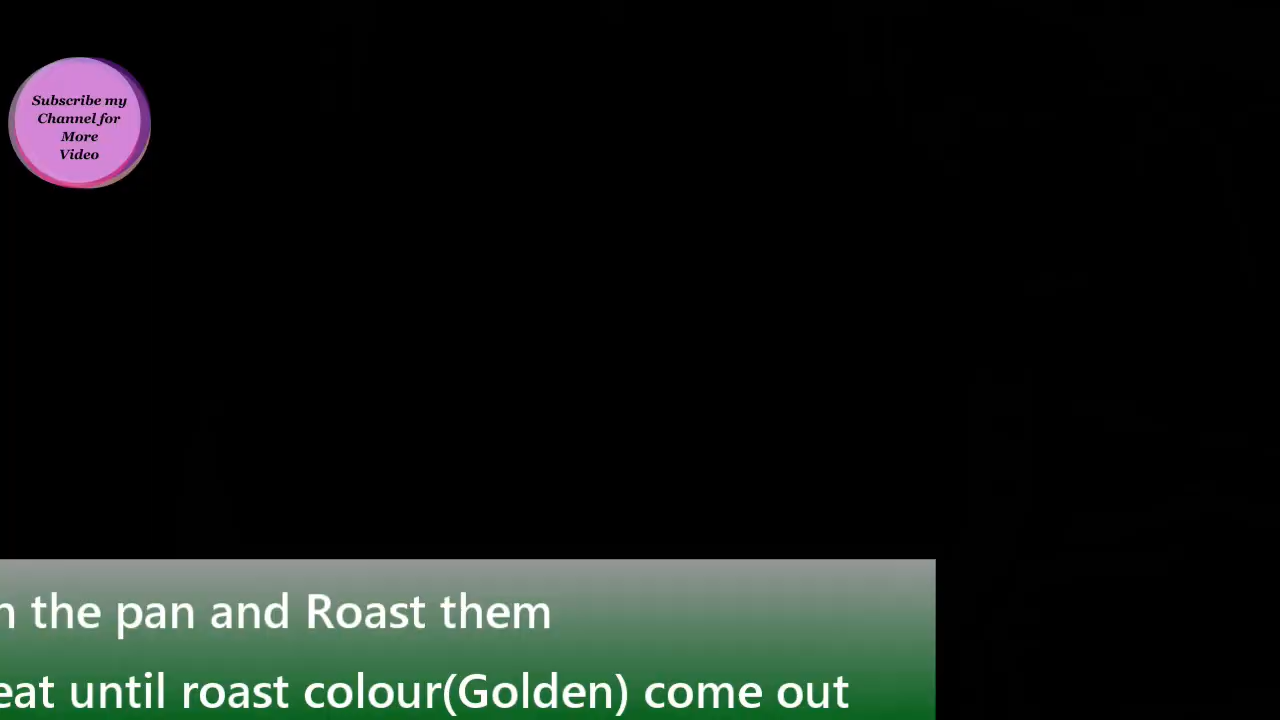 Subscribe my
Channel for
More
Video
the pan and Roast them
until roast colour(Golden) come out